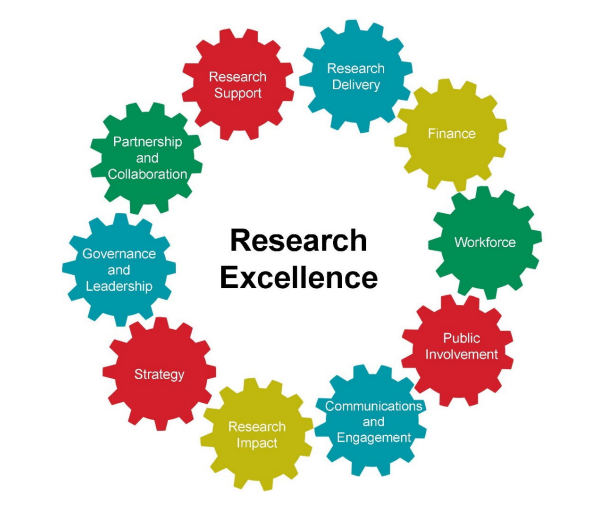 Research
Excellence
Research
Support
Research
Delivery
Finance
Workforce
Public
Involvement
Communications
and
Engagement
Research
Impact
Strategy
Governance
and
Leadership
Partnership
and
Collaboration